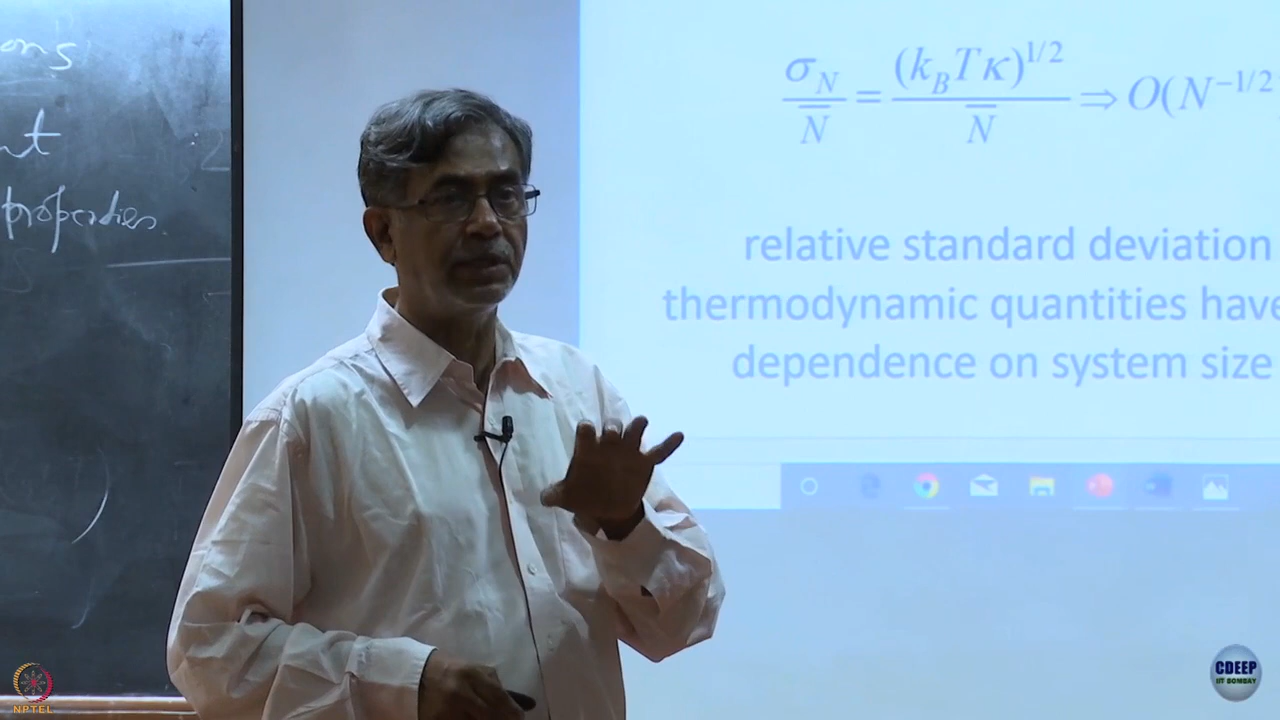 ons
nt
properties
σ_N / N̄ = (k_B T κ)^{1/2} / N̄ ⇒ O(N^{-1/2}
relative standard deviation
thermodynamic quantities have
dependence on system size
NPTEL
CDEEP
IIT BOMBAY